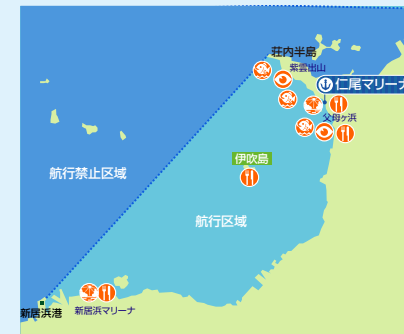 荘内半島
紫雲出山
仁尾マリーナ
父母ヶ浜
伊吹島
航行禁止区域
航行区域
新居浜港
新居浜マリーナ